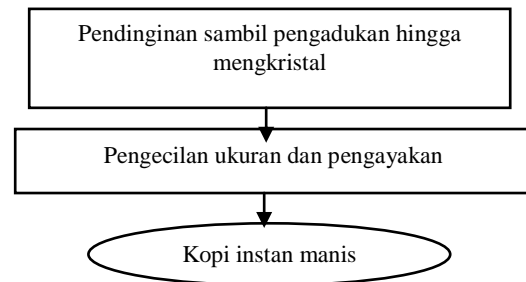 Pendinginan sambil pengadukan hingga
mengkristal
Pengecilan ukuran dan pengayakan
Kopi instan manis